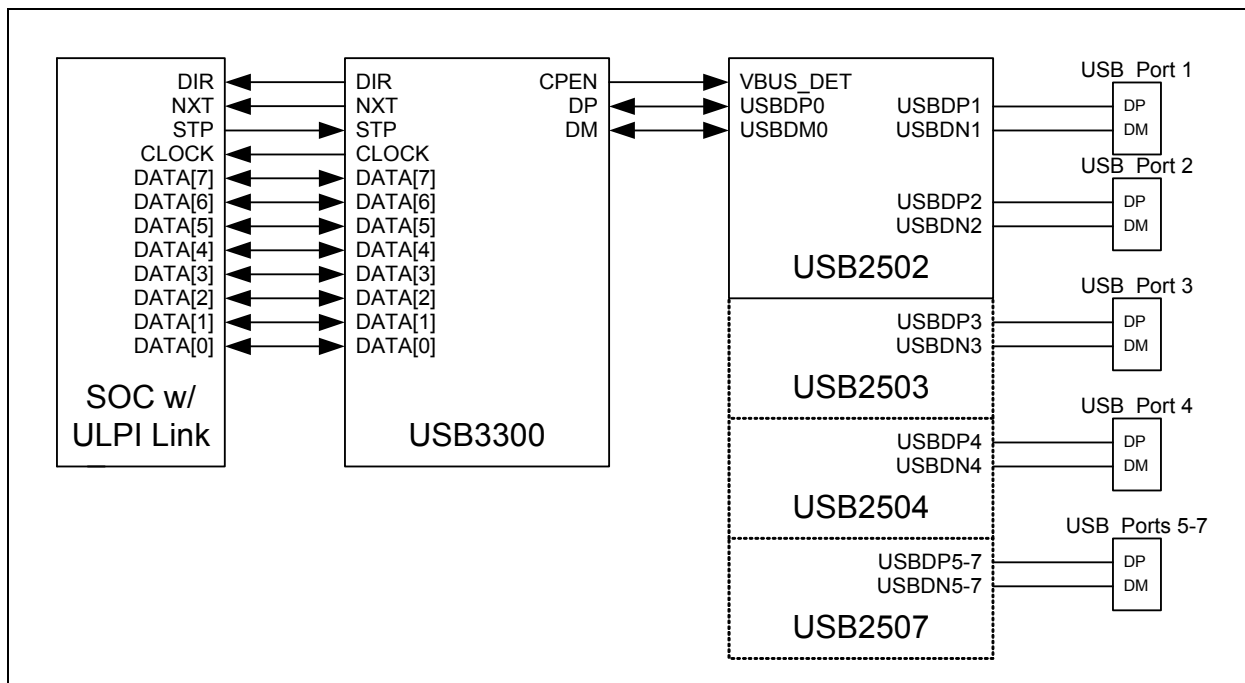 DIR
NXT
STP
CLOCK
DATA[7]
DATA[6]
DATA[5]
DATA[4]
DATA[3]
DATA[2]
DATA[1]
DATA[0]
SOC w/
ULPI Link
DIR
NXT
STP
CLOCK
DATA[7]
DATA[6]
DATA[5]
DATA[4]
DATA[3]
DATA[2]
DATA[1]
DATA[0]
CPEN
DP
DM
USB3300
VBUS_DET
USBDP0
USBDM0
USBDP1
USBDN1
USBDP2
USBDN2
USB2502
USBDP3
USBDN3
USB2503
USBDP4
USBDN4
USB2504
USBDP5-7
USBDN5-7
USB2507
USB Port 1
DP
DM
USB Port 2
DP
DM
USB Port 3
DP
DM
USB Port 4
DP
DM
USB Ports 5-7
DP
DM